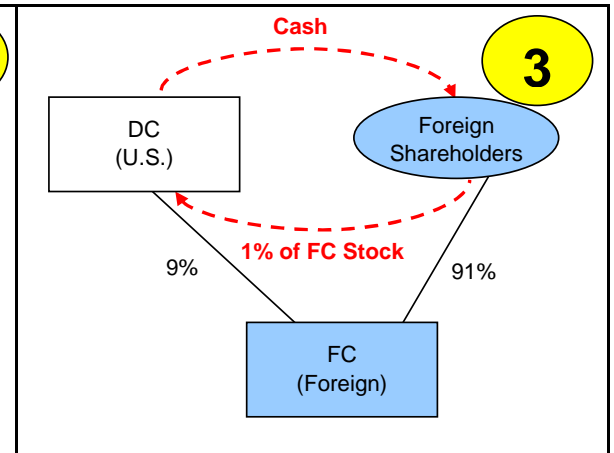 Cash
3
DC
(U.S.)
Foreign
Shareholders
1% of FC Stock
9%
91%
FC
(Foreign)